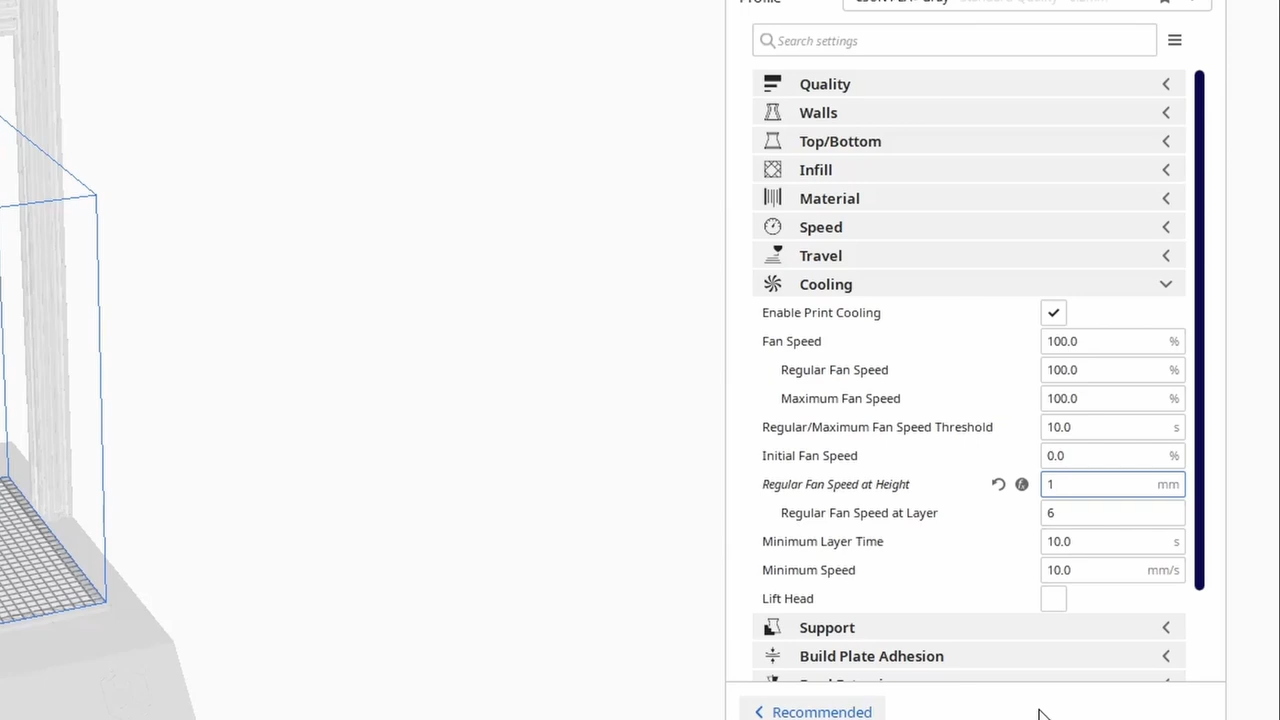 Profile
Search settings
Quality
Walls
Top/Bottom
Infill
Material
Speed
Travel
Cooling
Enable Print Cooling
Fan Speed 100.0 %
Regular Fan Speed 100.0 %
Maximum Fan Speed 100.0 %
Regular/Maximum Fan Speed Threshold 10.0 s
Initial Fan Speed 0.0 %
Regular Fan Speed at Height 1 mm
Regular Fan Speed at Layer 6
Minimum Layer Time 10.0 s
Minimum Speed 10.0 mm/s
Lift Head
Support
Build Plate Adhesion
Recommended